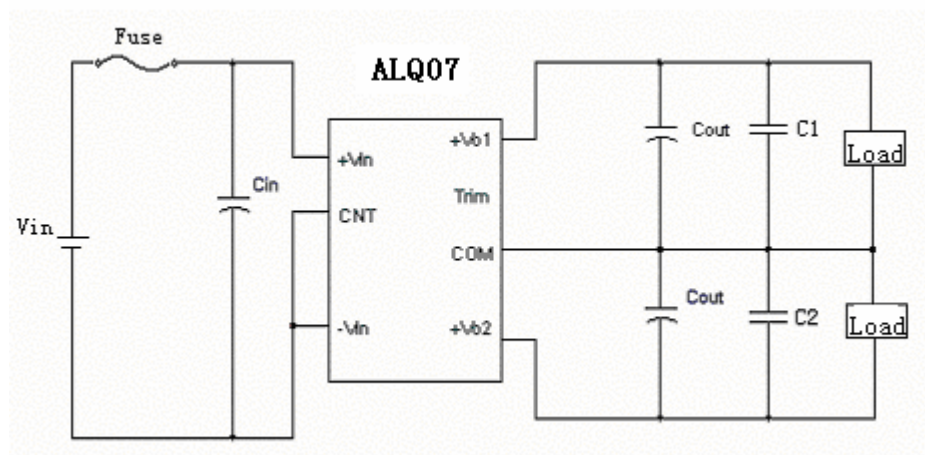 Fuse
ALQ07
+Vo1
Cout
C1
Load
+Vin
Cin
Trim
CNT
Vin
COM
Cout
C2
Load
-Vin
+Vo2